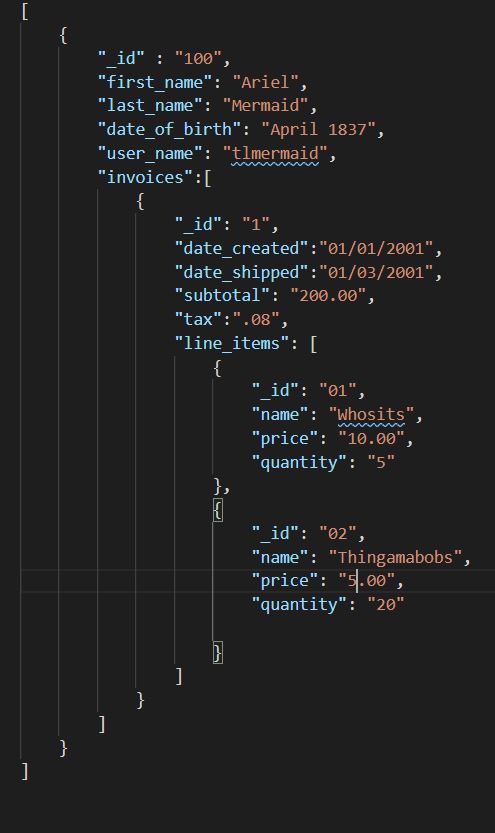 [
    {
        "_id" : "100",
        "first_name": "Ariel",
        "last_name": "Mermaid",
        "date_of_birth": "April 1837",
        "user_name": "tlmermaid",
        "invoices":[
            {
                "_id": "1",
                "date_created":"01/01/2001",
                "date_shipped":"01/03/2001",
                "subtotal": "200.00",
                "tax":".08",
                "line_items": [
                    {
                        "_id": "01",
                        "name": "Whosits",
                        "price": "10.00",
                        "quantity": "5"
                    },
                    {
                        "_id": "02",
                        "name": "Thingamabobs",
                        "price": "5.00",
                        "quantity": "20"
                    }
                ]
            }
        ]
    }
]